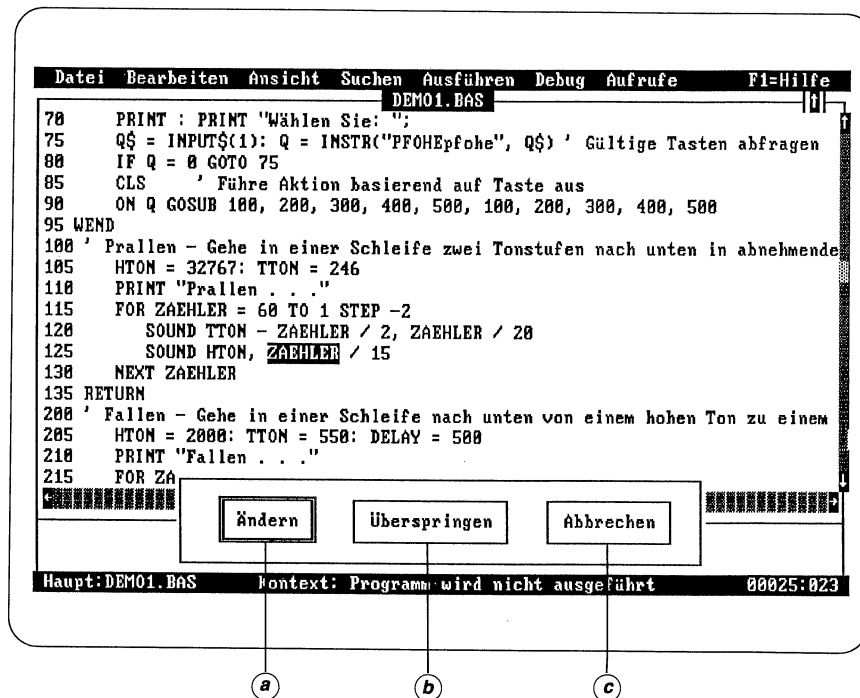 Datei Bearbeiten Ansicht Suchen Ausführen Debug Aufrufe F1=Hilfe
DEMO1.BAS
70 PRINT : PRINT "Wählen Sie: ";
75 Q$ = INPUT$(1): Q = INSTR("PFOHEpfohe", Q$) ' Gültige Tasten abfragen
80 IF Q = 0 GOTO 75
85 CLS ' Führe Aktion basierend auf Taste aus
90 ON Q GOSUB 100, 200, 300, 400, 500, 100, 200, 300, 400, 500
95 WEND
100 ' Prallen - Gehe in einer Schleife zwei Tonstufen nach unten in abnehmende
105 HTON = 32767: TTON = 246
110 PRINT "Prallen . . ."
115 FOR ZAEHLER = 60 TO 1 STEP -2
120 SOUND TTON - ZAEHLER / 2, ZAEHLER / 20
125 SOUND HTON, ZAEHLER / 15
130 NEXT ZAEHLER
135 RETURN
200 ' Fallen - Gehe in einer Schleife nach unten von einem hohen Ton zu einem
205 HTON = 2000: TTON = 550: DELAY = 500
210 PRINT "Fallen . . ."
215 FOR ZA
Ändern Überspringen Abbrechen
Haupt:DEMO1.BAS Kontext: Programm wird nicht ausgeführt 00025:023
a b c